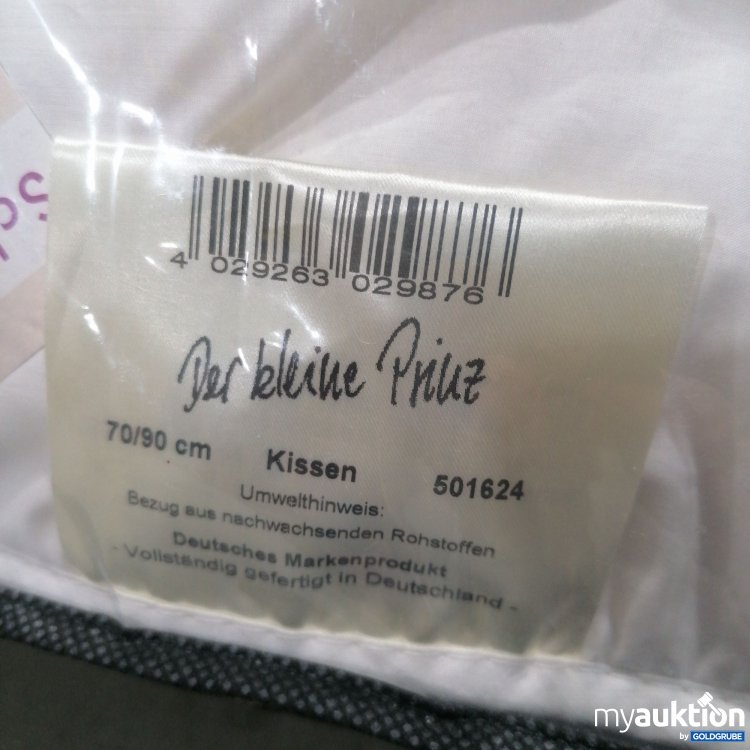 4 029263 029876
Der kleine Prinz
70/90 cm Kissen 501624
Umwelthinweis:
Bezug aus nachwachsenden Rohstoffen
Deutsches Markenprodukt
- Vollständig gefertigt in Deutschland -
myauktion
by GOLDGRUBE